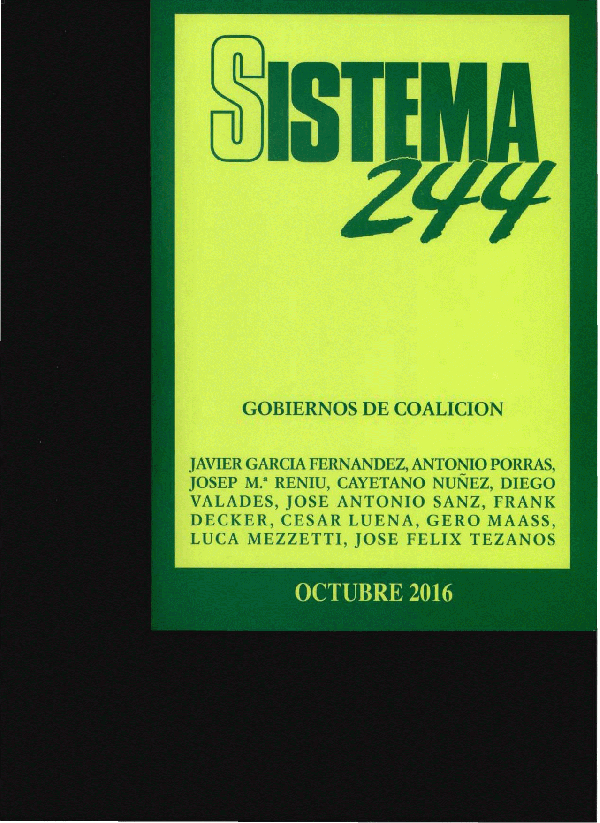 SISTEMA
244
GOBIERNOS DE COALICION
JAVIER GARCIA FERNANDEZ, ANTONIO PORRAS,
JOSEP M.ª RENIU, CAYETANO NUÑEZ, DIEGO
VALADES, JOSE ANTONIO SANZ, FRANK
DECKER, CESAR LUENA, GERO MAASS,
LUCA MEZZETTI, JOSE FELIX TEZANOS
OCTUBRE 2016